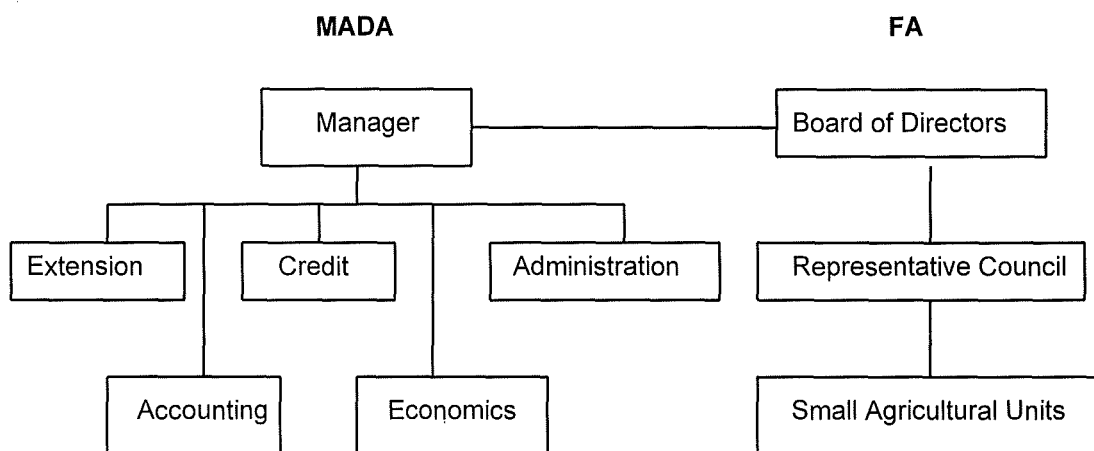 MADA
FA
Manager
Board of Directors
Extension
Credit
Administration
Representative Council
Accounting
Economics
Small Agricultural Units